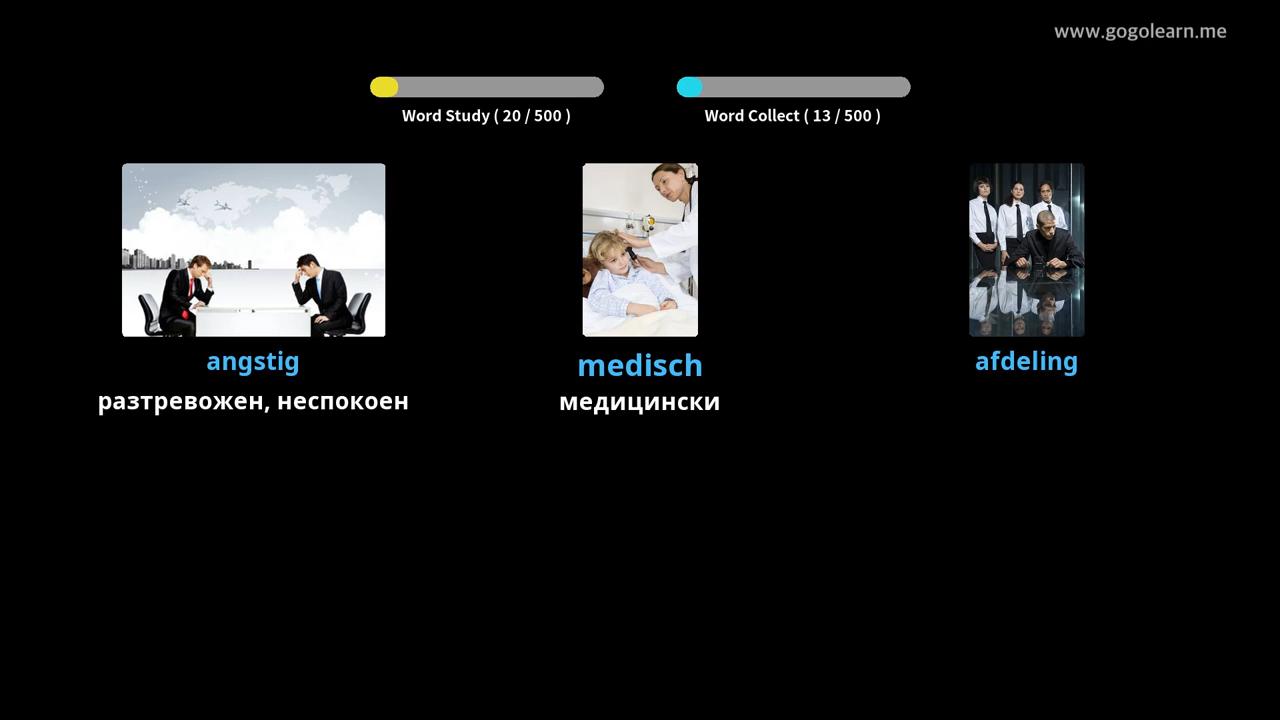 www.gogolearn.me
Word Study ( 20 / 500 )
Word Collect ( 13 / 500 )
angstig
medisch
afdeling
разтревожен, неспокоен
медицински